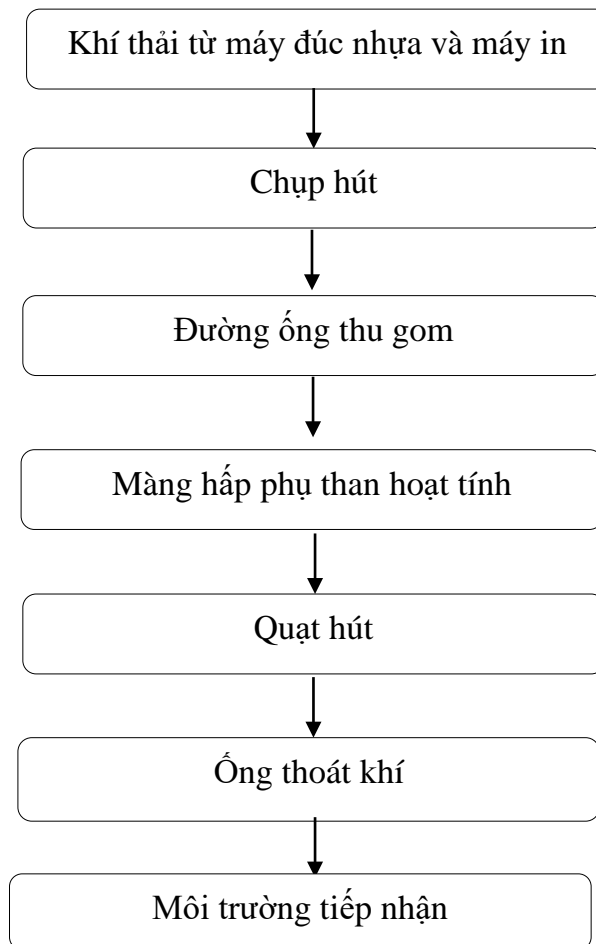 Khí thải từ máy đúc nhựa và máy in
Chụp hút
Đường ống thu gom
Màng hấp phụ than hoạt tính
Quạt hút
Ống thoát khí
Môi trường tiếp nhận